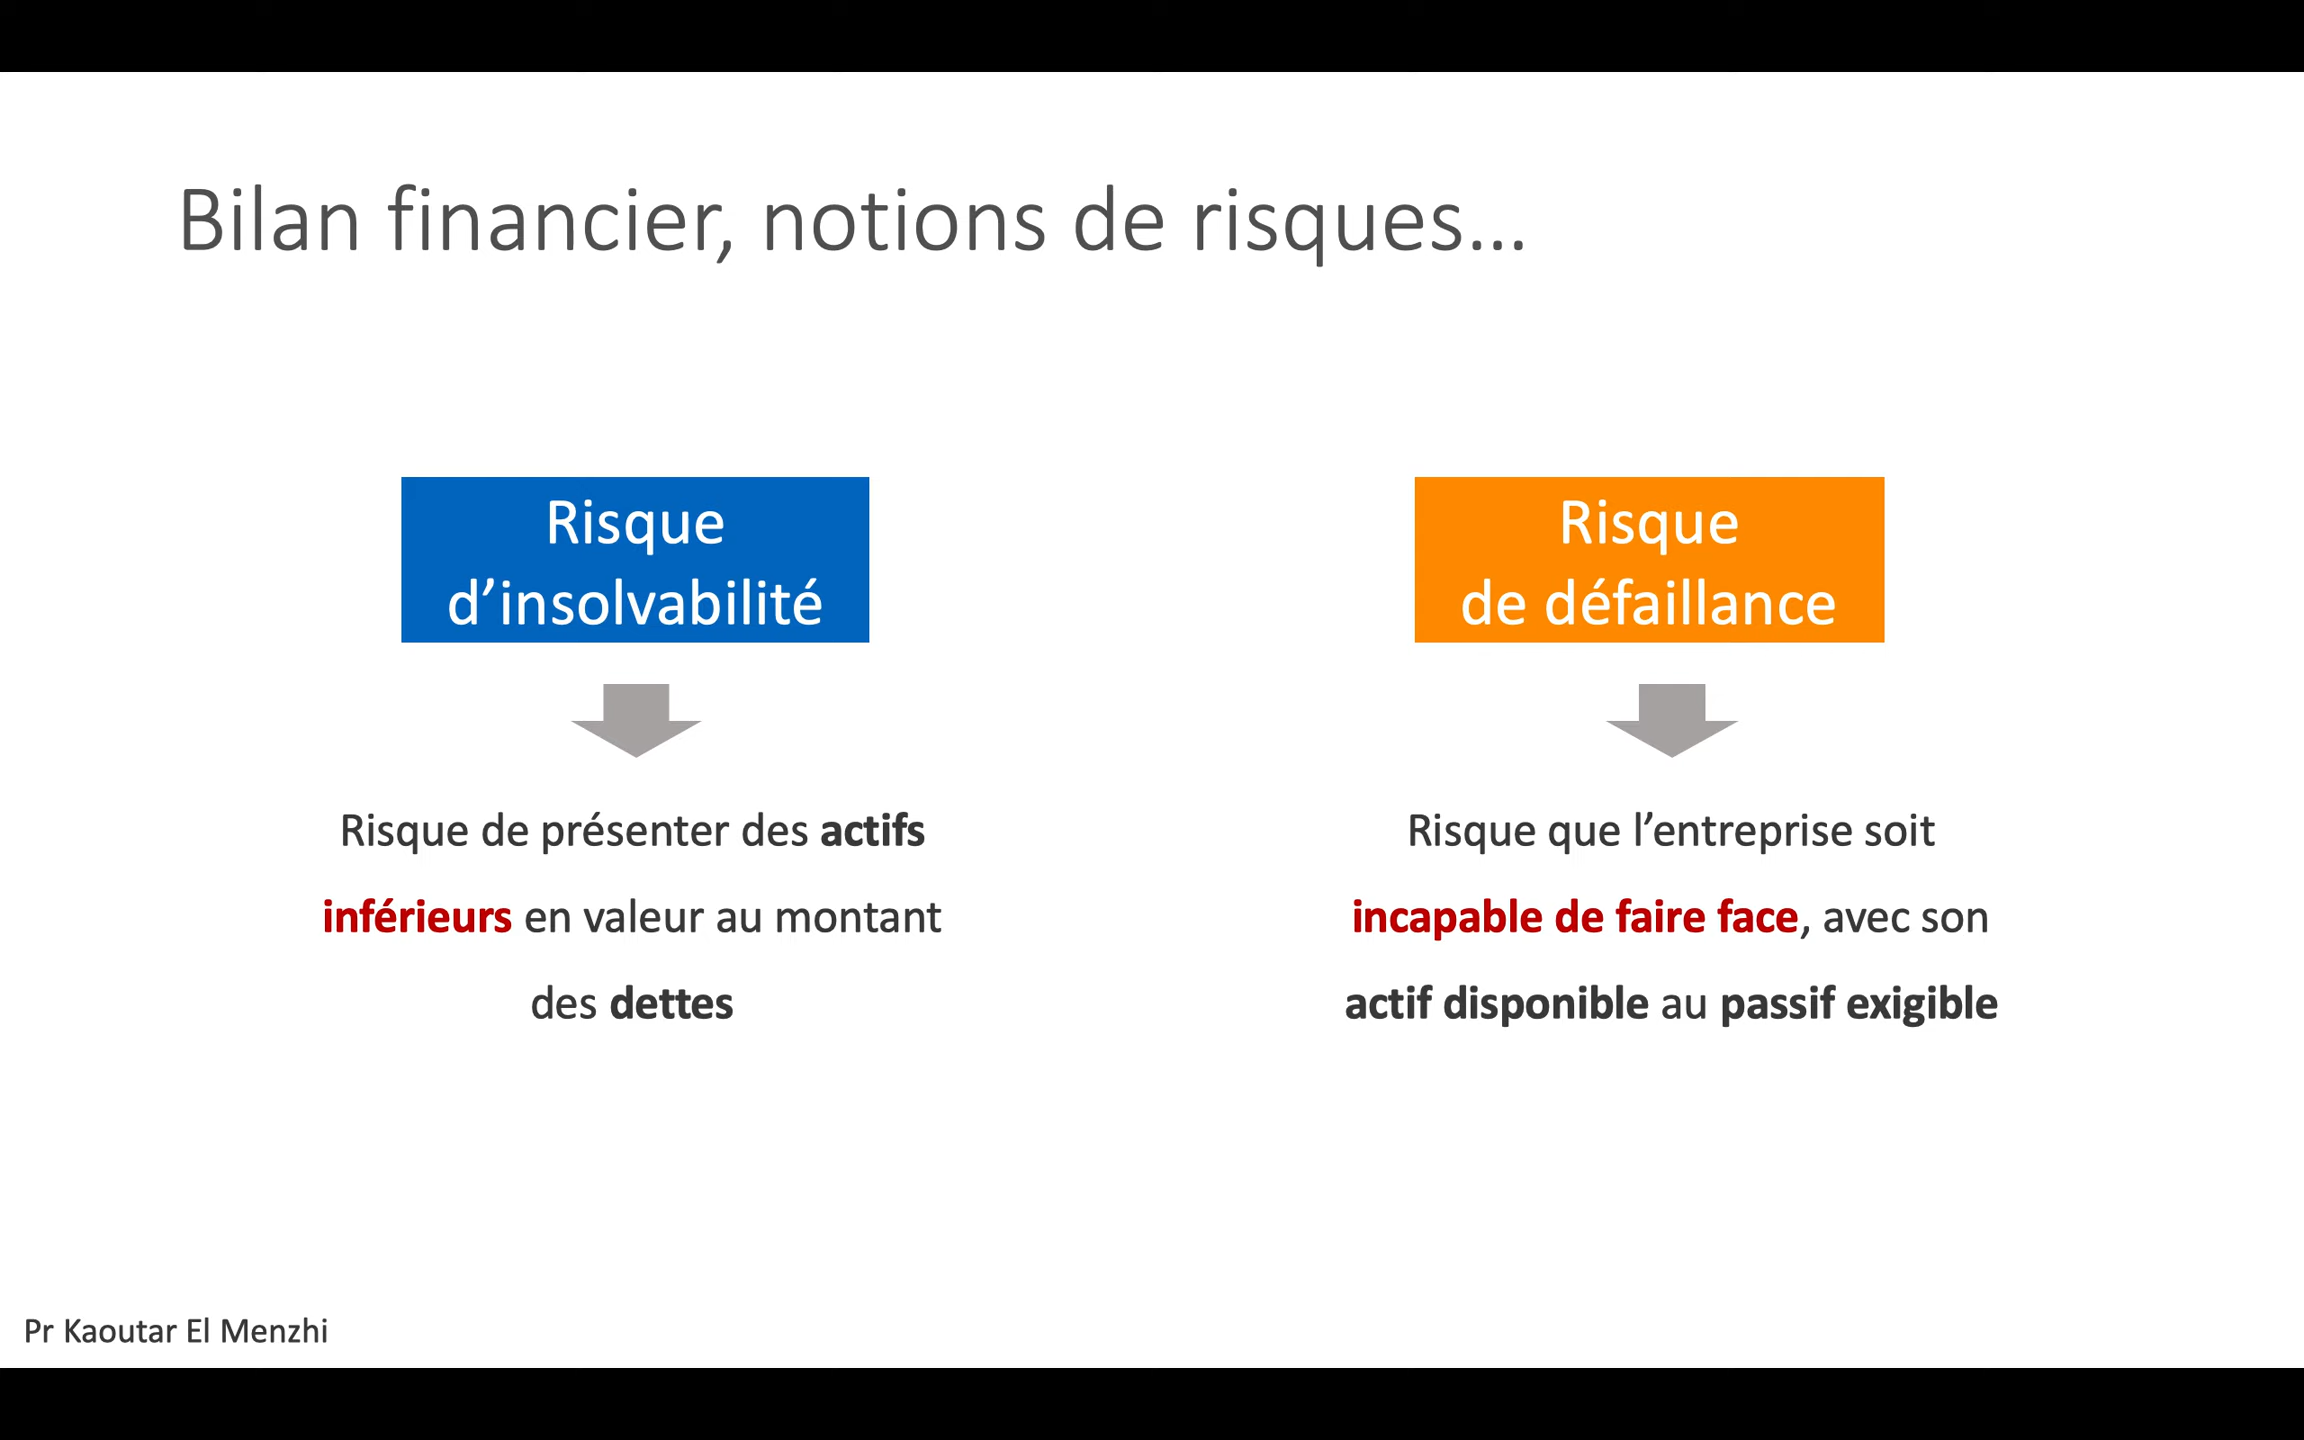 Bilan financier, notions de risques...
Risque
d’insolvabilité
Risque de présenter des actifs
inférieurs en valeur au montant
des dettes
Risque
de défaillance
Risque que l’entreprise soit
incapable de faire face, avec son
actif disponible au passif exigible
Pr Kaoutar El Menzhi